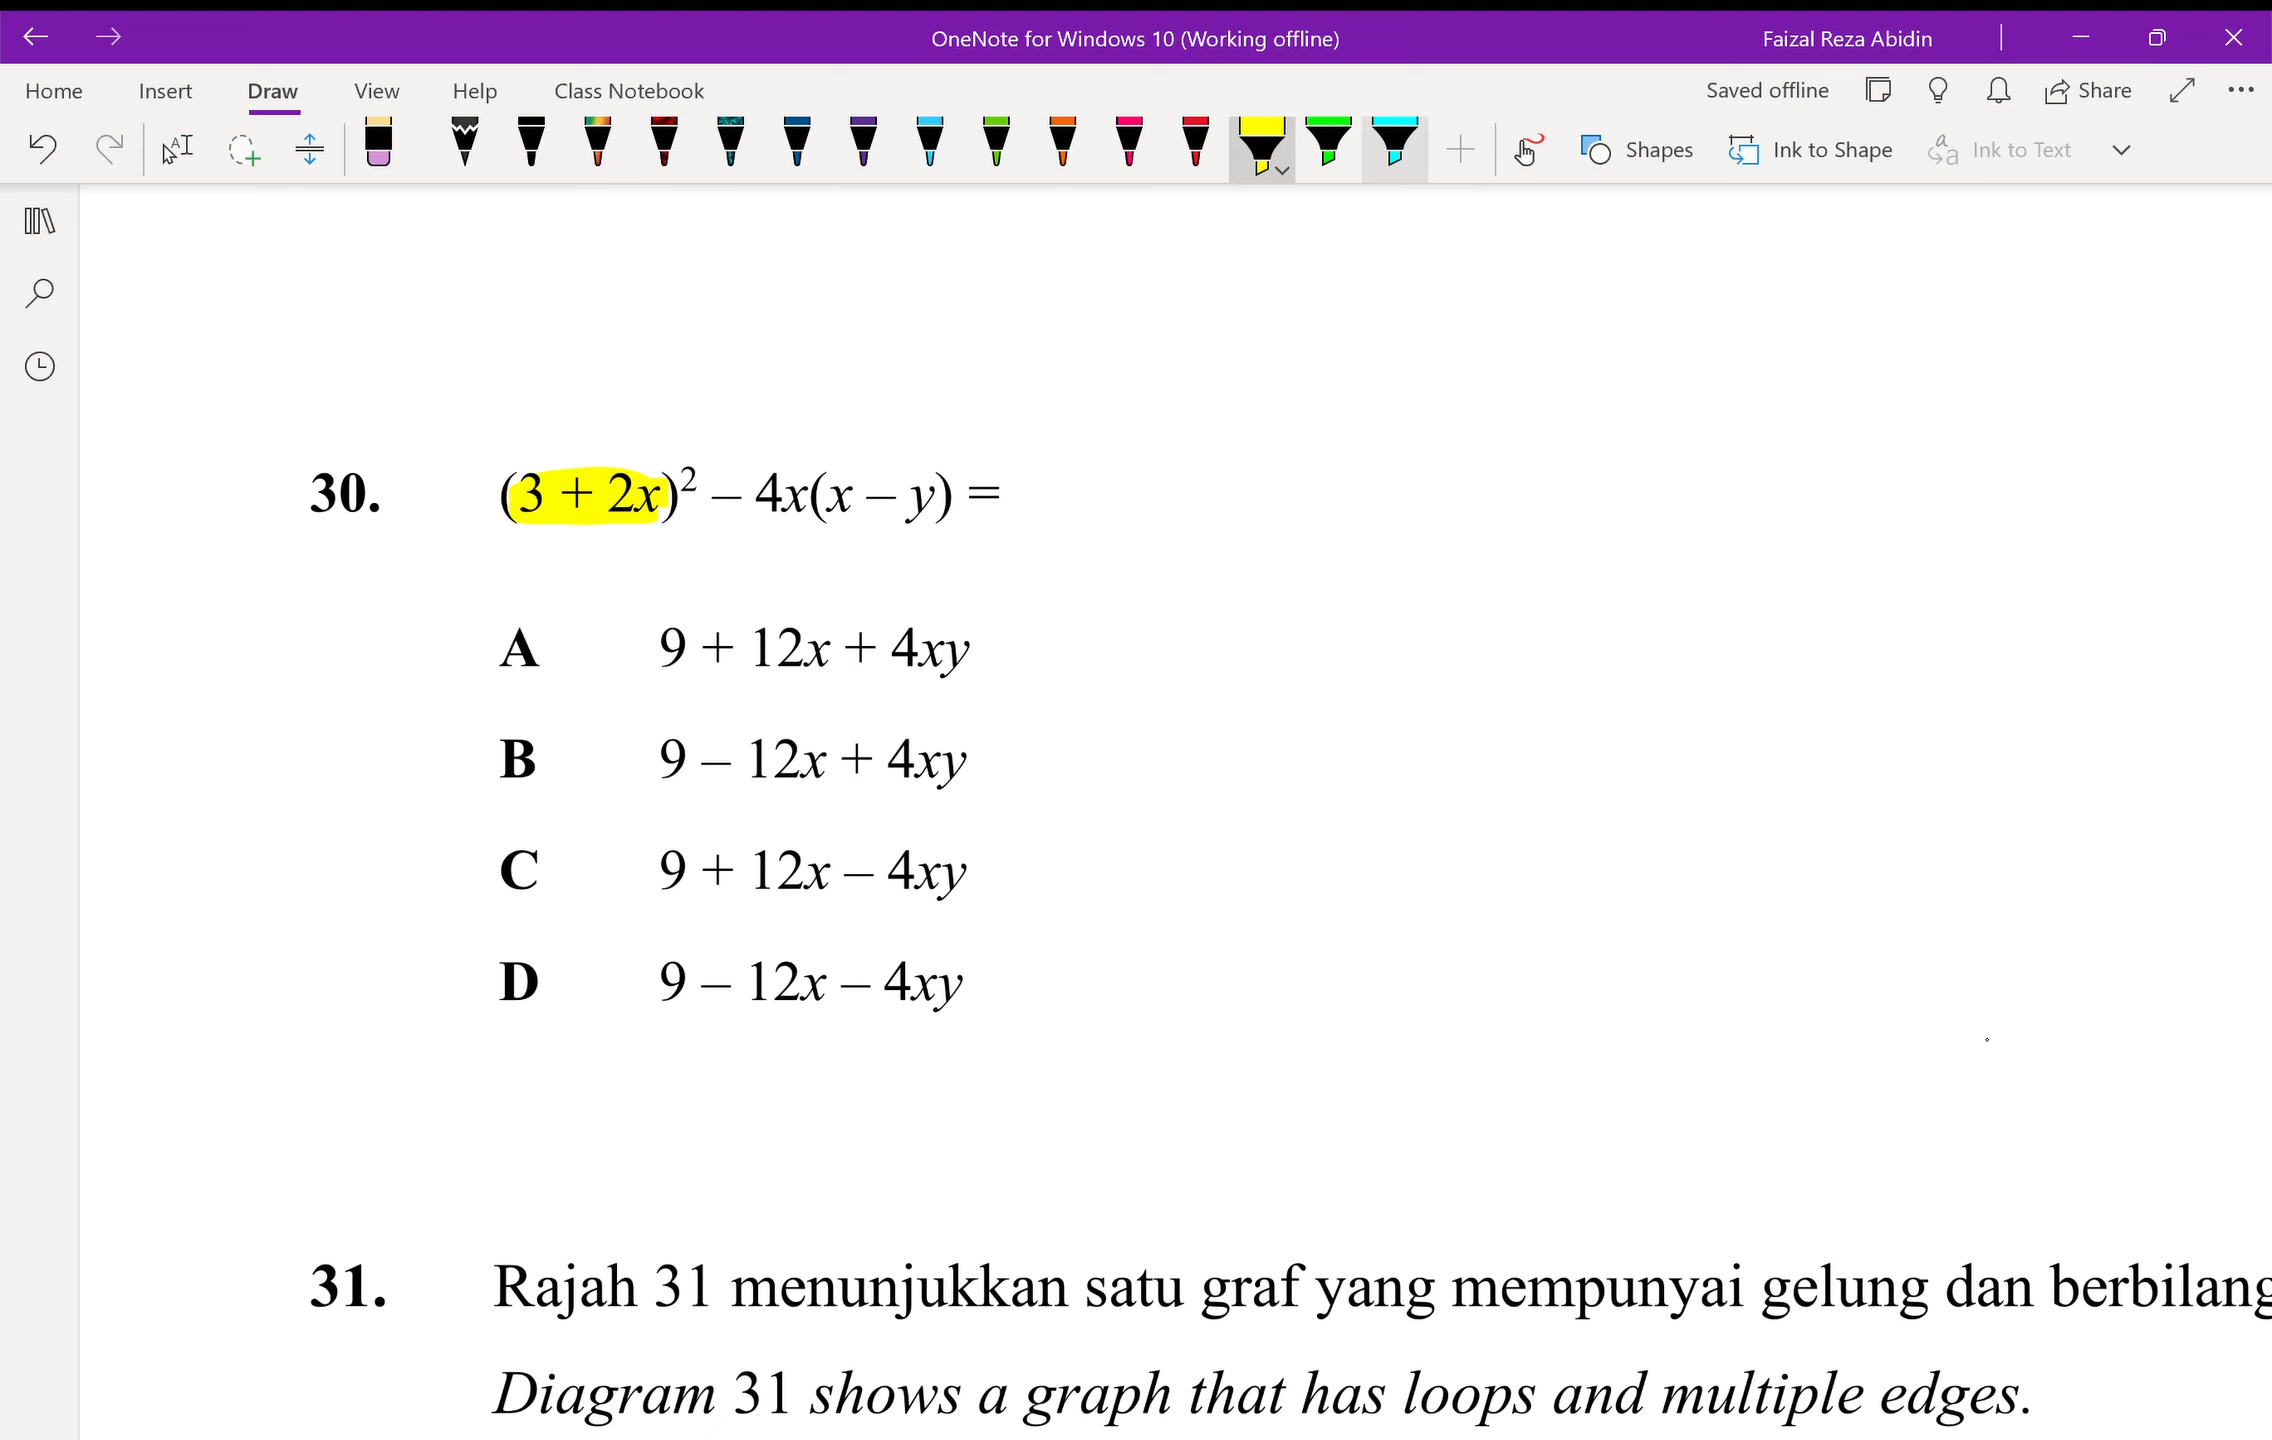 OneNote for Windows 10 (Working offline)
Faizal Reza Abidin
Home Insert Draw View Help Class Notebook
Saved offline Share
Shapes Ink to Shape Ink to Text
30. (3 + 2x)² – 4x(x – y) =
A 9 + 12x + 4xy
B 9 – 12x + 4xy
C 9 + 12x – 4xy
D 9 – 12x – 4xy
31. Rajah 31 menunjukkan satu graf yang mempunyai gelung dan berbilang
Diagram 31 shows a graph that has loops and multiple edges.